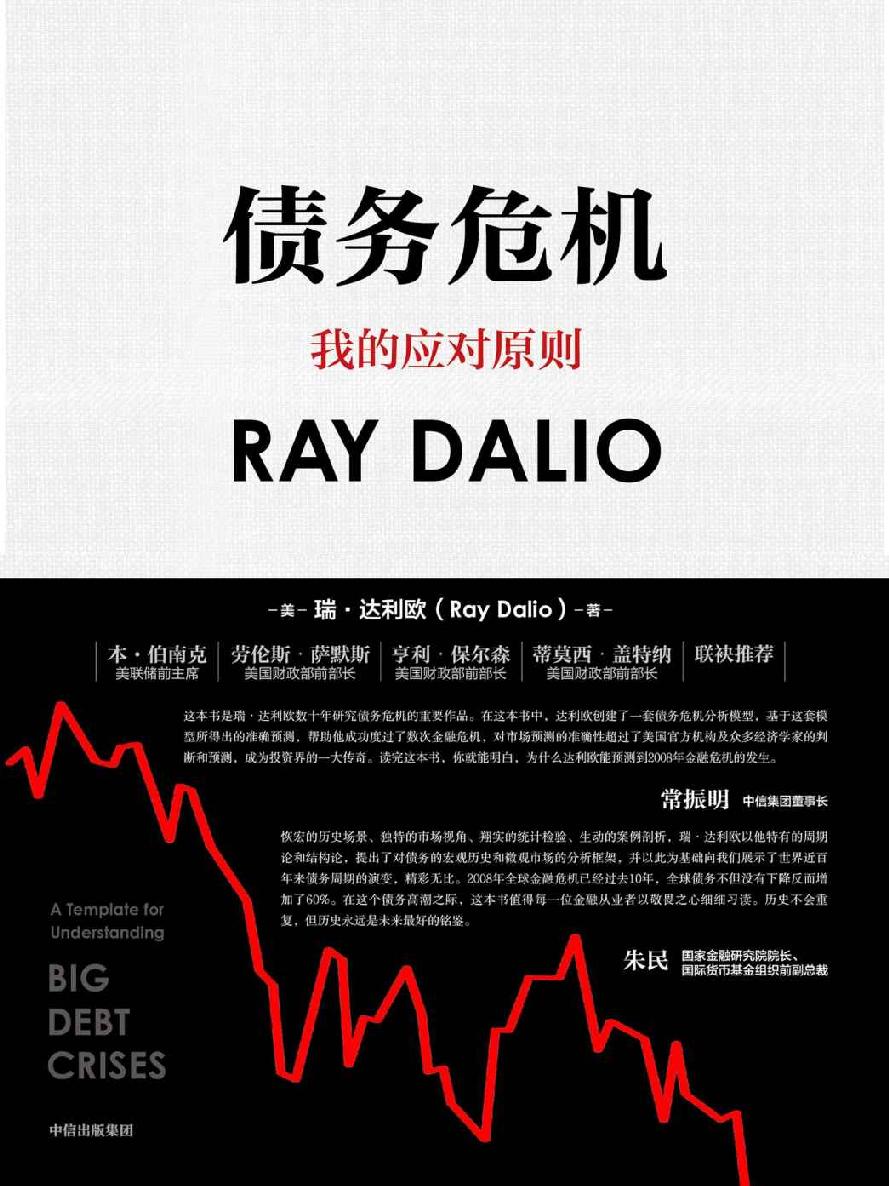 债务危机
我的应对原则
RAY DALIO
–美– 瑞·达利欧（Ray Dalio）–著–
本·伯南克 劳伦斯·萨默斯 亨利·保尔森 蒂莫西·盖特纳 联袂推荐
美联储前主席 美国财政部前部长 美国财政部前部长 美国财政部前部长
这本书是瑞·达利欧数十年研究债务危机的重要作品。在这本书中，达利欧创建了一套债务危机分析模型，基于这套模
型所得出的准确预测，帮助他成功度过了数次金融危机，对市场预测的准确性超过了美国官方机构及众多经济学家的判
断和预测，成为投资界的一大传奇。读完这本书，你就能明白，为什么达利欧能预测到2008年金融危机的发生。
常振明 中信集团董事长
恢宏的历史场景、独特的市场视角、翔实的统计检验、生动的案例剖析，瑞·达利欧以他特有的周期
论和结构论，提出了对债务的宏观历史和微观市场的分析框架，并以此为基础向我们展示了世界近百
年来债务周期的演变，精彩无比。2008年全球金融危机已经过去10年，全球债务不但没有下降反而增
加了60%。在这个债务高潮之际，这本书值得每一位金融从业者以敬畏之心细细习读。历史不会重
复，但历史永远是未来最好的铭鉴。
朱民 国家金融研究院院长、
国际货币基金组织前副总裁
A Template for
Understanding
BIG
DEBT
CRISES
中信出版集团